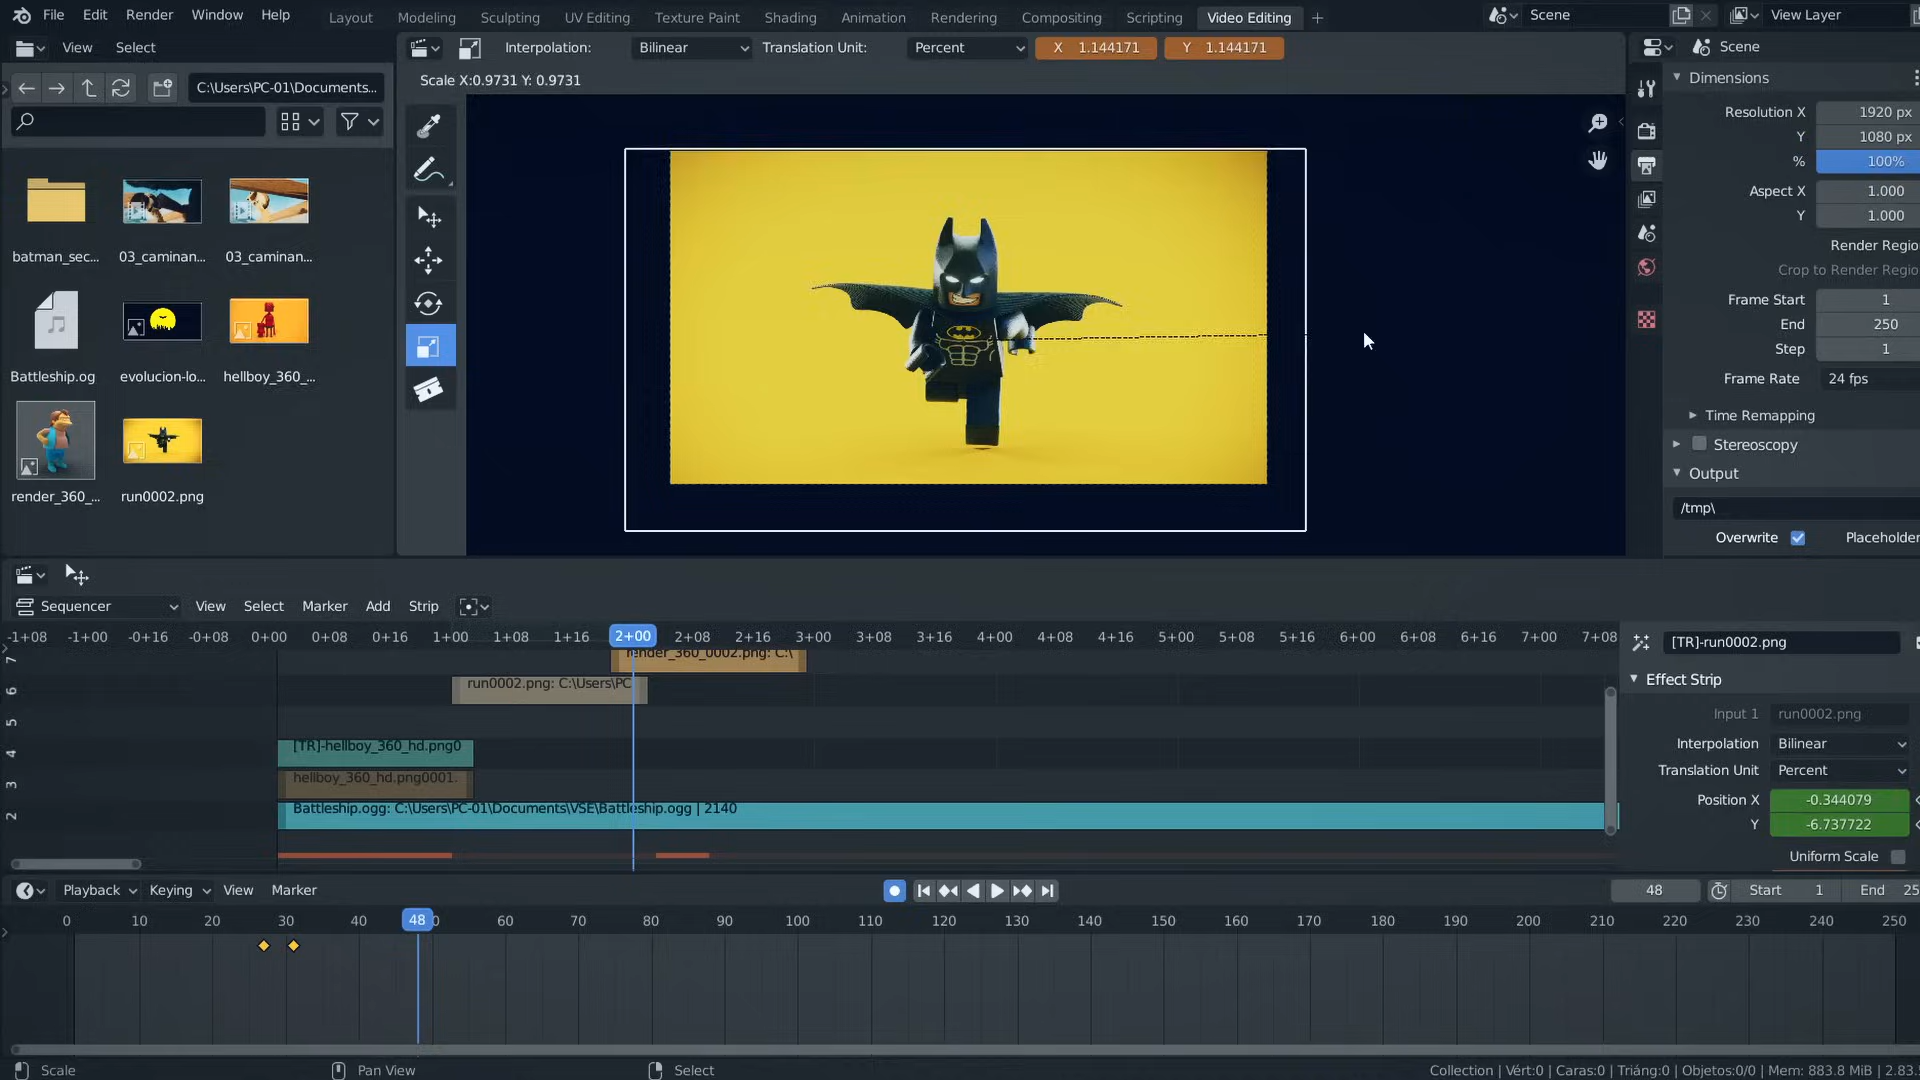 File Edit Render Window Help
Layout Modeling Sculpting UV Editing Texture Paint Shading Animation Rendering Compositing Scripting Video Editing +
Scene
View Layer
View Select
Interpolation: Bilinear Translation Unit: Percent X 1.144171 Y 1.144171
Scene
C:\Users\PC-01\Documents...
Scale X:0.9731 Y: 0.9731
batman_sec...
03_caminan...
03_caminan...
Battleship.og
evolucion-lo...
hellboy_360_...
render_360_...
run0002.png
Dimensions
Resolution X 1920 px
Y 1080 px
% 100%
Aspect X 1.000
Y 1.000
Render Regio
Crop to Render Regio
Frame Start 1
End 250
Step 1
Frame Rate 24 fps
Time Remapping
Stereoscopy
Output
/tmp\
Overwrite Placeholder
Sequencer View Select Marker Add Strip
-1+08 -1+00 -0+16 -0+08 0+00 0+08 0+16 1+00 1+08 1+16 2+00 2+08 2+16 3+00 3+08 3+16 4+00 4+08 4+16 5+00 5+08 5+16 6+00 6+08 6+16 7+00 7+08
7
render_360_0002.png: C:\
6
run0002.png: C:\Users\PC
5
4
[TR]-hellboy_360_hd.png0
3
hellboy_360_hd.png0001.
2
Battleship.ogg: C:\Users\PC-01\Documents\VSE\Battleship.ogg | 2140
[TR]-run0002.png
Effect Strip
Input 1 run0002.png
Interpolation Bilinear
Translation Unit Percent
Position X -0.344079
Y -6.737722
Uniform Scale
Playback Keying View Marker
48 Start 1 End 25
0 10 20 30 40 48 0 60 70 80 90 100 110 120 130 140 150 160 170 180 190 200 210 220 230 240 250
Scale Pan View Select
Collection | Vért:0 | Caras:0 | Triáng:0 | Objetos:0/0 | Mem: 883.8 MiB | 2.83.